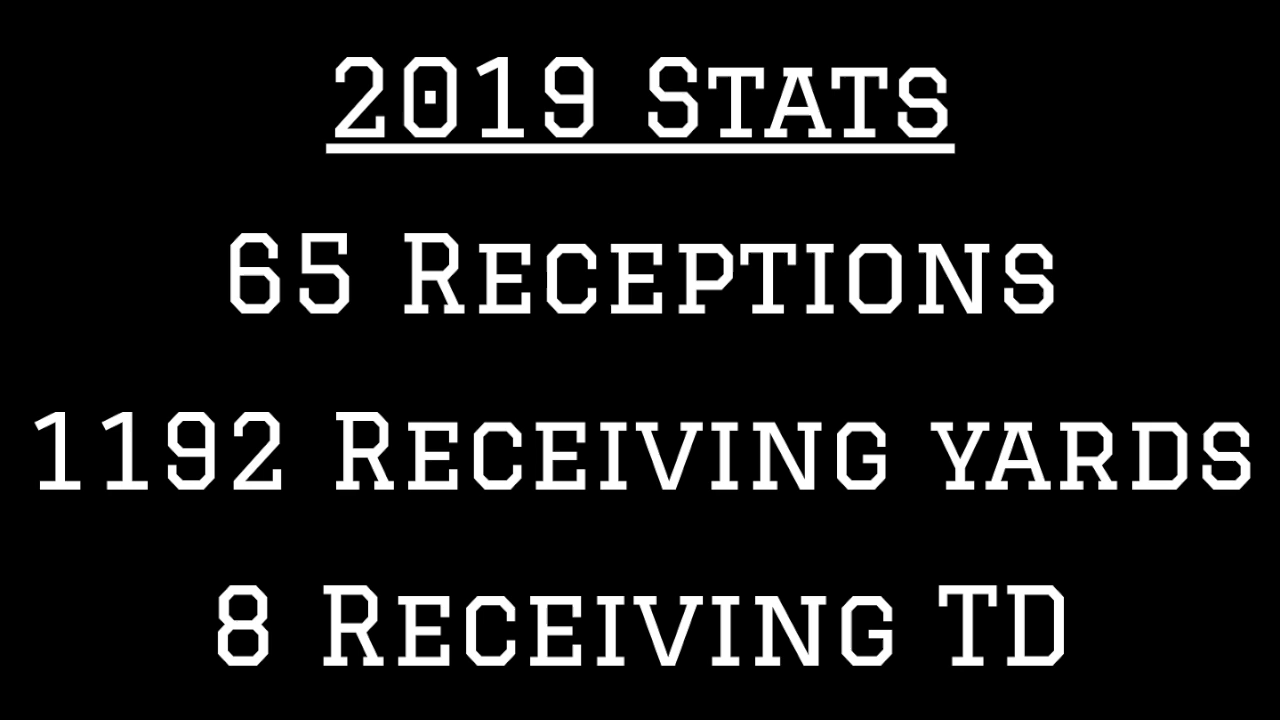 2019 Stats
65 Receptions
1192 Receiving yards
8 Receiving TD